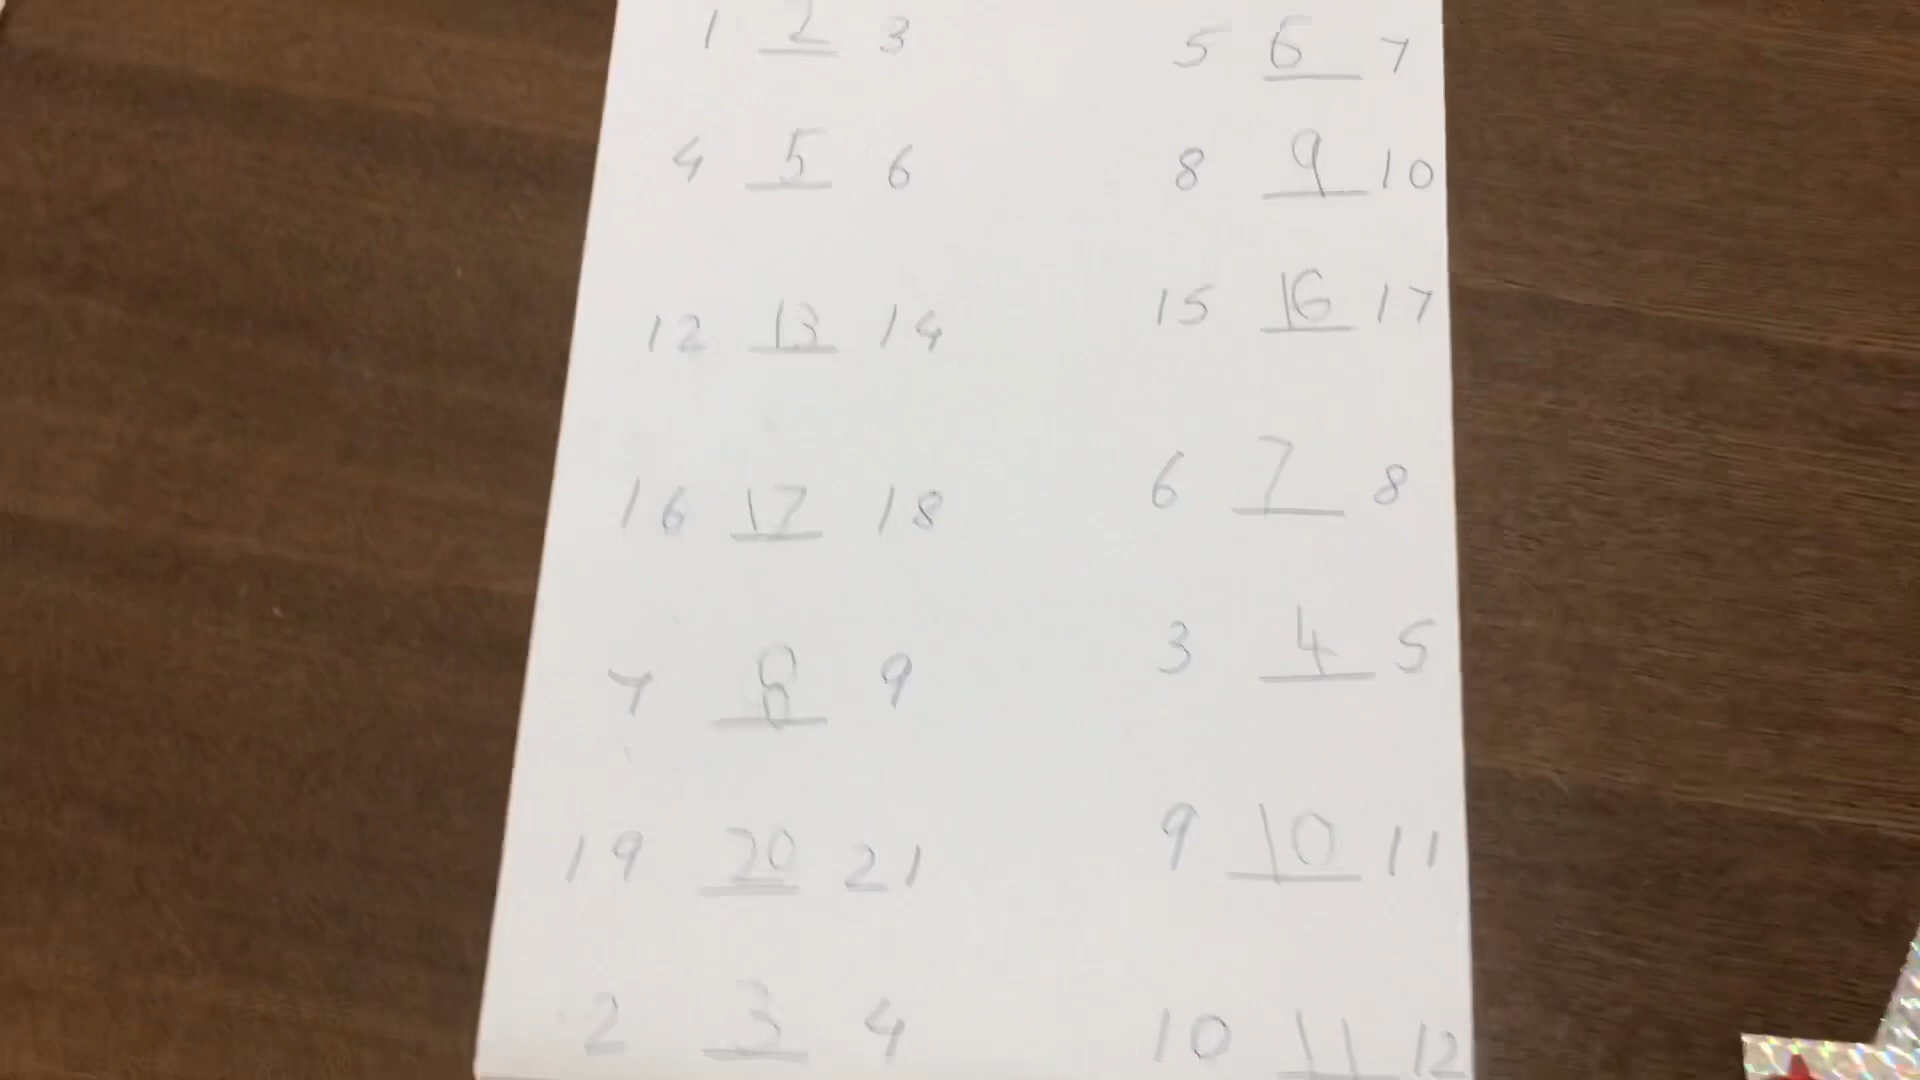 1 2 3 5 6 7
4 5 6 8 9 10
12 13 14 15 16 17
16 17 18 6 7 8
7 8 9 3 4 5
19 20 21 9 10 11
2 3 4 10 11 12